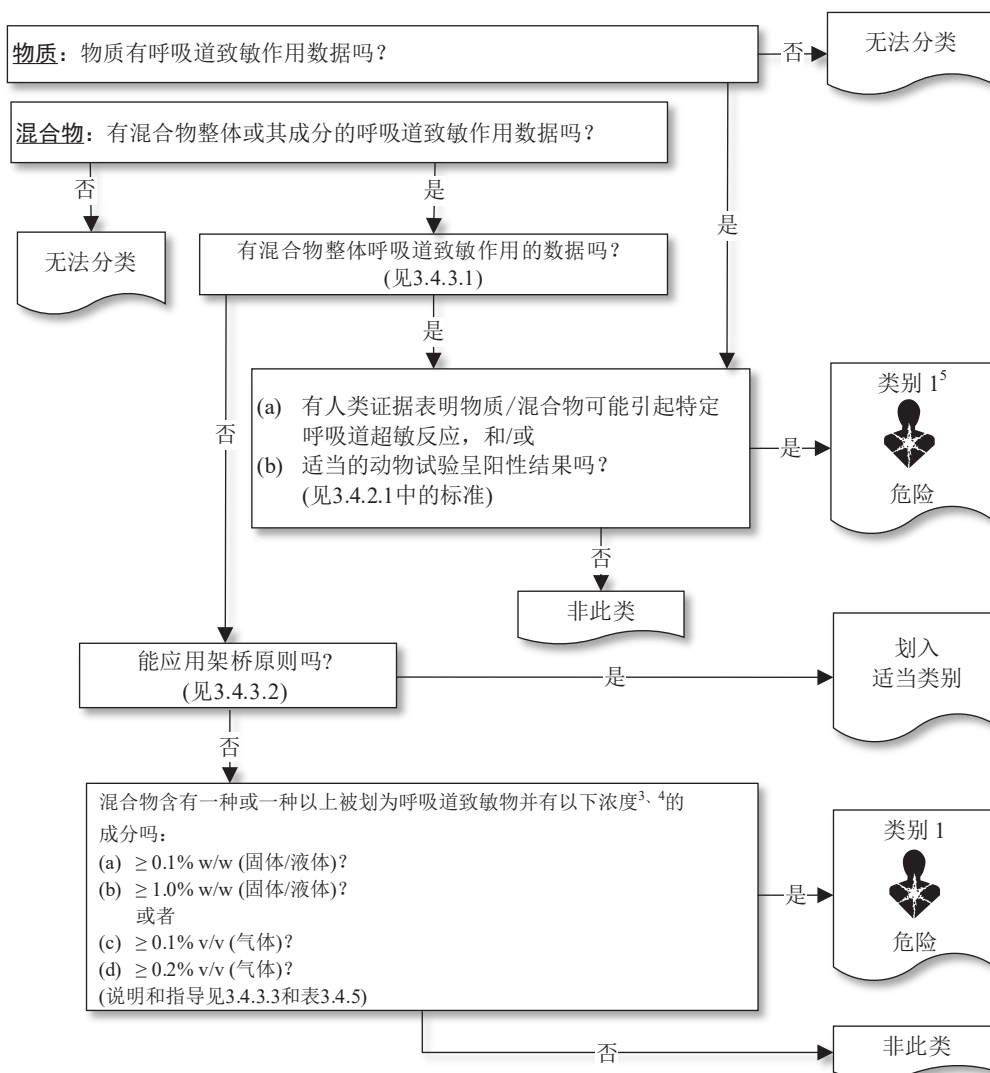 物质：物质有呼吸道致敏作用数据吗？
否
无法分类
混合物：有混合物整体或其成分的呼吸道致敏作用数据吗？
否
是
是
无法分类
有混合物整体呼吸道致敏作用的数据吗？
(见3.4.3.1)
是
否
(a) 有人类证据表明物质/混合物可能引起特定
呼吸道超敏反应，和/或
(b) 适当的动物试验呈阳性结果吗？
(见3.4.2.1中的标准)
是
类别 1⁵
危险
否
非此类
能应用架桥原则吗?
(见3.4.3.2)
是
划入
适当类别
否
混合物含有一种或一种以上被划为呼吸道致敏物并有以下浓度³、⁴的
成分吗：
(a) ≥ 0.1% w/w (固体/液体)？
(b) ≥ 1.0% w/w (固体/液体)？
或者
(c) ≥ 0.1% v/v (气体)？
(d) ≥ 0.2% v/v (气体)？
(说明和指导见3.4.3.3和表3.4.5)
是
类别 1
危险
否
非此类